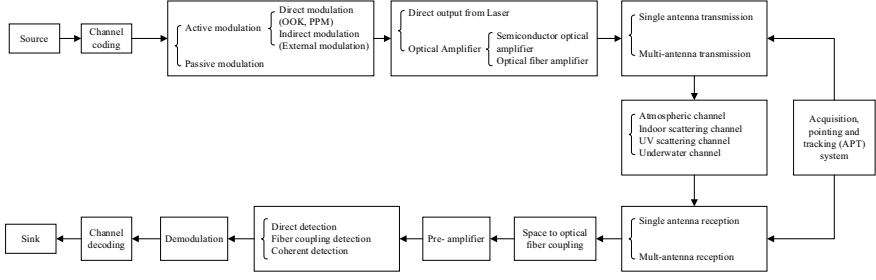 Source
Channel
coding
Active modulation
Direct modulation
(OOK, PPM)
Indirect modulation
(External modulation)
Passive modulation
Direct output from Laser
Optical Amplifier
Semiconductor optical
amplifier
Optical fiber amplifier
Single antenna transmission
Multi-antenna transmission
Atmospheric channel
Indoor scattering channel
UV scattering channel
Underwater channel
Acquisition,
pointing and
tracking (APT)
system
Sink
Channel
decoding
Demodulation
Direct detection
Fiber coupling detection
Coherent detection
Pre- amplifier
Space to optical
fiber coupling
Single antenna reception
Mult-antenna reception